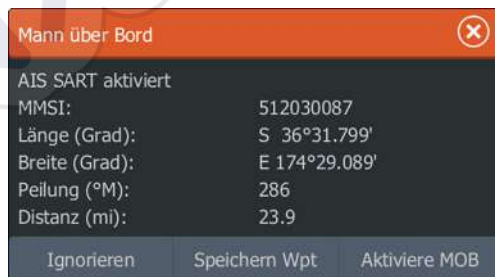 Mann über Bord
AIS SART aktiviert
MMSI: 512030087
Länge (Grad): S 36°31.799'
Breite (Grad): E 174°29.089'
Peilung (°M): 286
Distanz (mi): 23.9
Ignorieren Speichern Wpt Aktiviere MOB